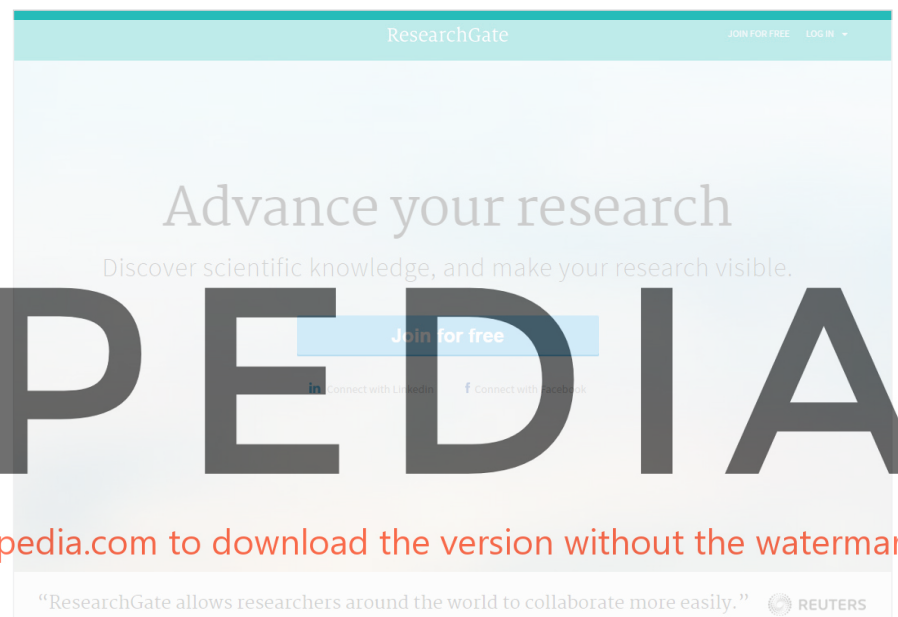 ResearchGate JOIN FOR FREE LOG IN
Advance your research
Discover scientific knowledge, and make your research visible.
PEDIA
Join for free
in Connect with LinkedIn f Connect with Facebook
pedia.com to download the version without the watermar
“ResearchGate allows researchers around the world to collaborate more easily.” REUTERS